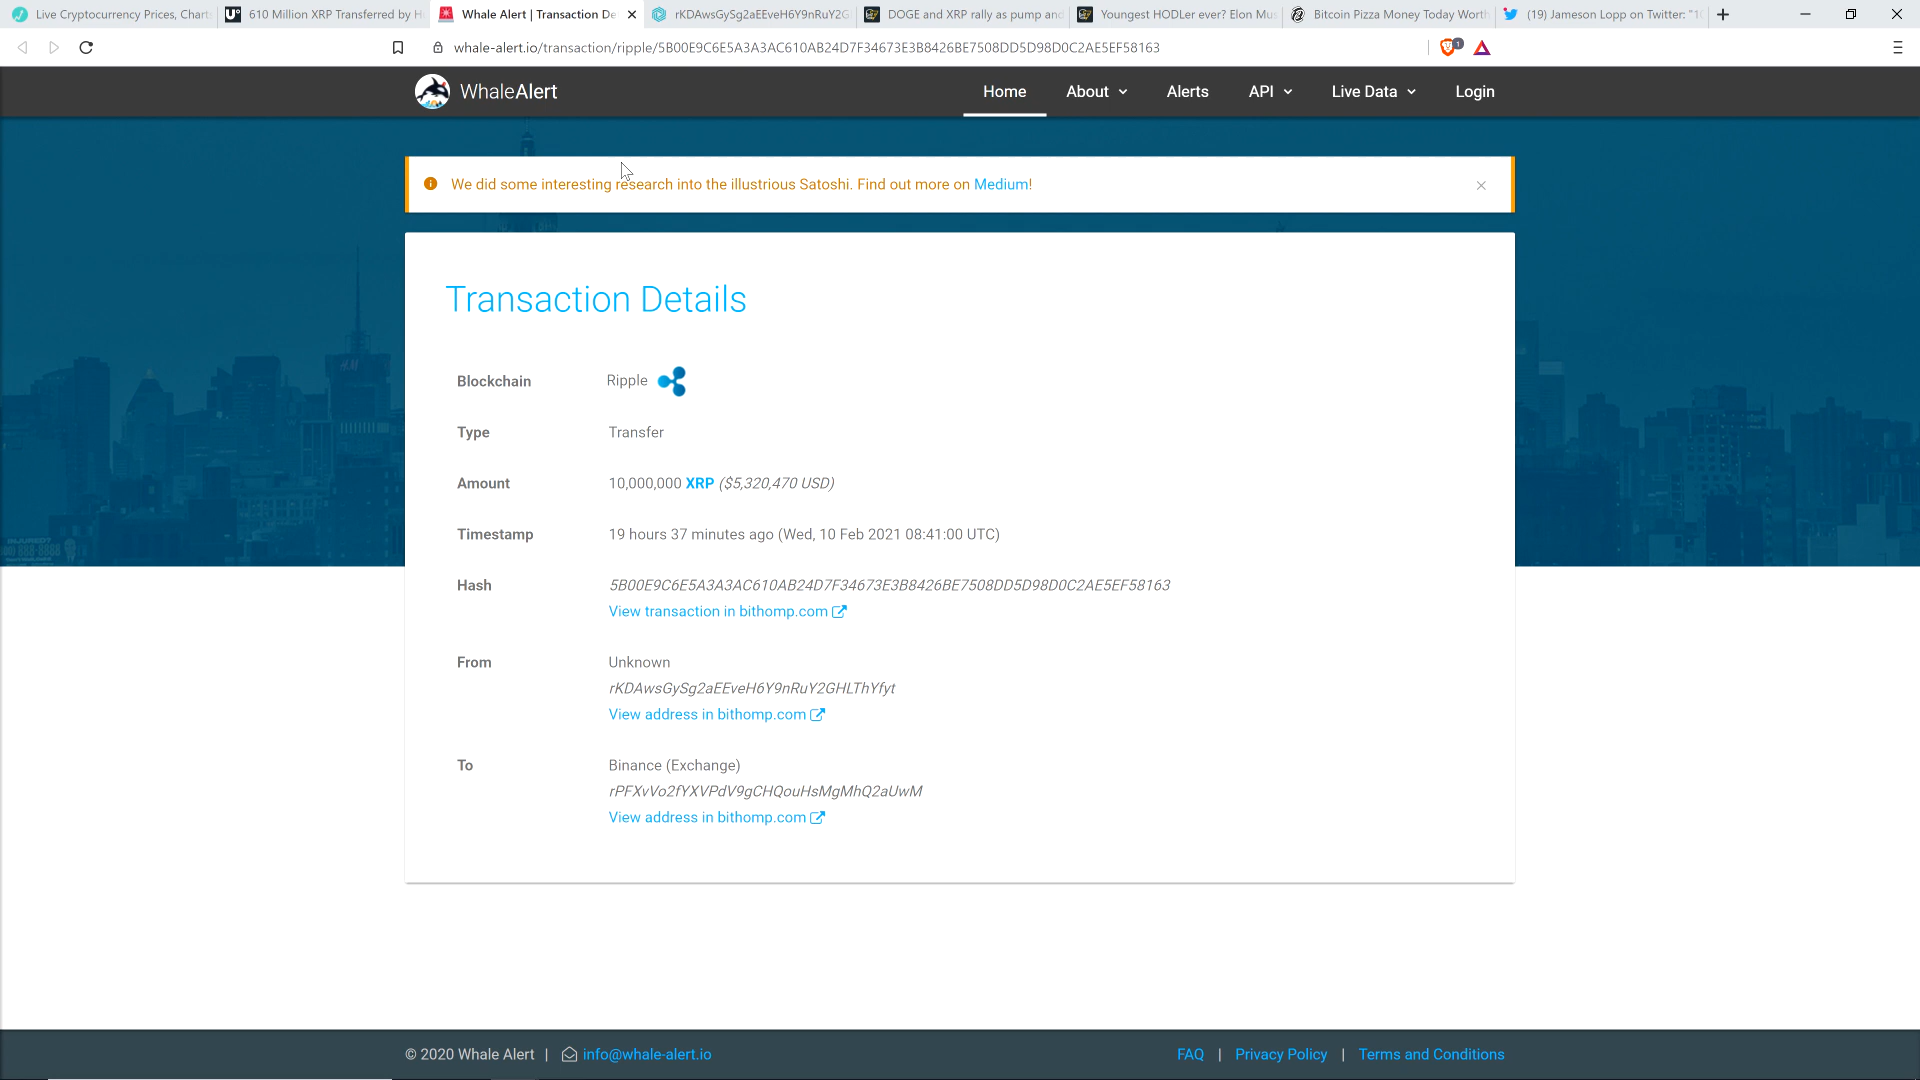 Live Cryptocurrency Prices, Chart
610 Million XRP Transferred by
Whale Alert | Transaction De
rKDAwsGySg2aEEveH6Y9nRuY2G
DOGE and XRP rally as pump and
Youngest HODLer ever? Elon Mus
Bitcoin Pizza Money Today Worth
(19) Jameson Lopp on Twitter: "10
whale-alert.io/transaction/ripple/5B00E9C6E5A3A3AC610AB24D7F34673E3B8426BE7508DD5D98D0C2AE5EF58163
1
WhaleAlert
Home
About
Alerts
API
Live Data
Login
We did some interesting research into the illustrious Satoshi. Find out more on Medium!
Transaction Details
Blockchain Ripple
Type Transfer
Amount 10,000,000 XRP ($5,320,470 USD)
Timestamp 19 hours 37 minutes ago (Wed, 10 Feb 2021 08:41:00 UTC)
Hash 5B00E9C6E5A3A3AC610AB24D7F34673E3B8426BE7508DD5D98D0C2AE5EF58163
View transaction in bithomp.com
From Unknown
rKDAwsGySg2aEEveH6Y9nRuY2GHLThYfyt
View address in bithomp.com
To Binance (Exchange)
rPFXvVo2fYXVPdV9gCHQouHsMgMhQ2aUwM
View address in bithomp.com
H&M
INJURED?
© 2020 Whale Alert | info@whale-alert.io
FAQ | Privacy Policy | Terms and Conditions